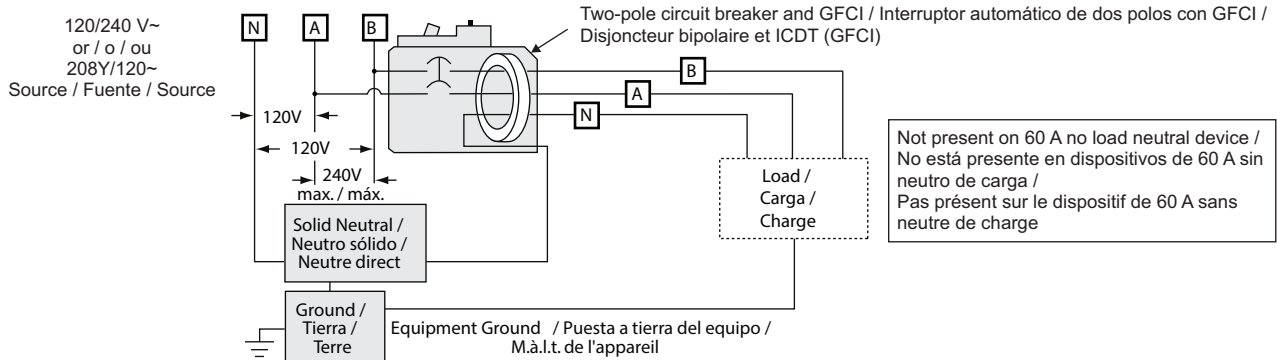 120/240 V~
or / o / ou
208Y/120~
Source / Fuente / Source
N
A
B
Two-pole circuit breaker and GFCI / Interruptor automático de dos polos con GFCI /
Disjoncteur bipolaire et ICDT (GFCI)
B
A
N
120V
120V
240V
max. / máx.
Load /
Carga /
Charge
Not present on 60 A no load neutral device /
No está presente en dispositivos de 60 A sin
neutro de carga /
Pas présent sur le dispositif de 60 A sans
neutre de charge
Solid Neutral /
Neutro sólido /
Neutre direct
Ground /
Tierra /
Terre
Equipment Ground / Puesta a tierra del equipo /
M.à.l.t. de l'appareil